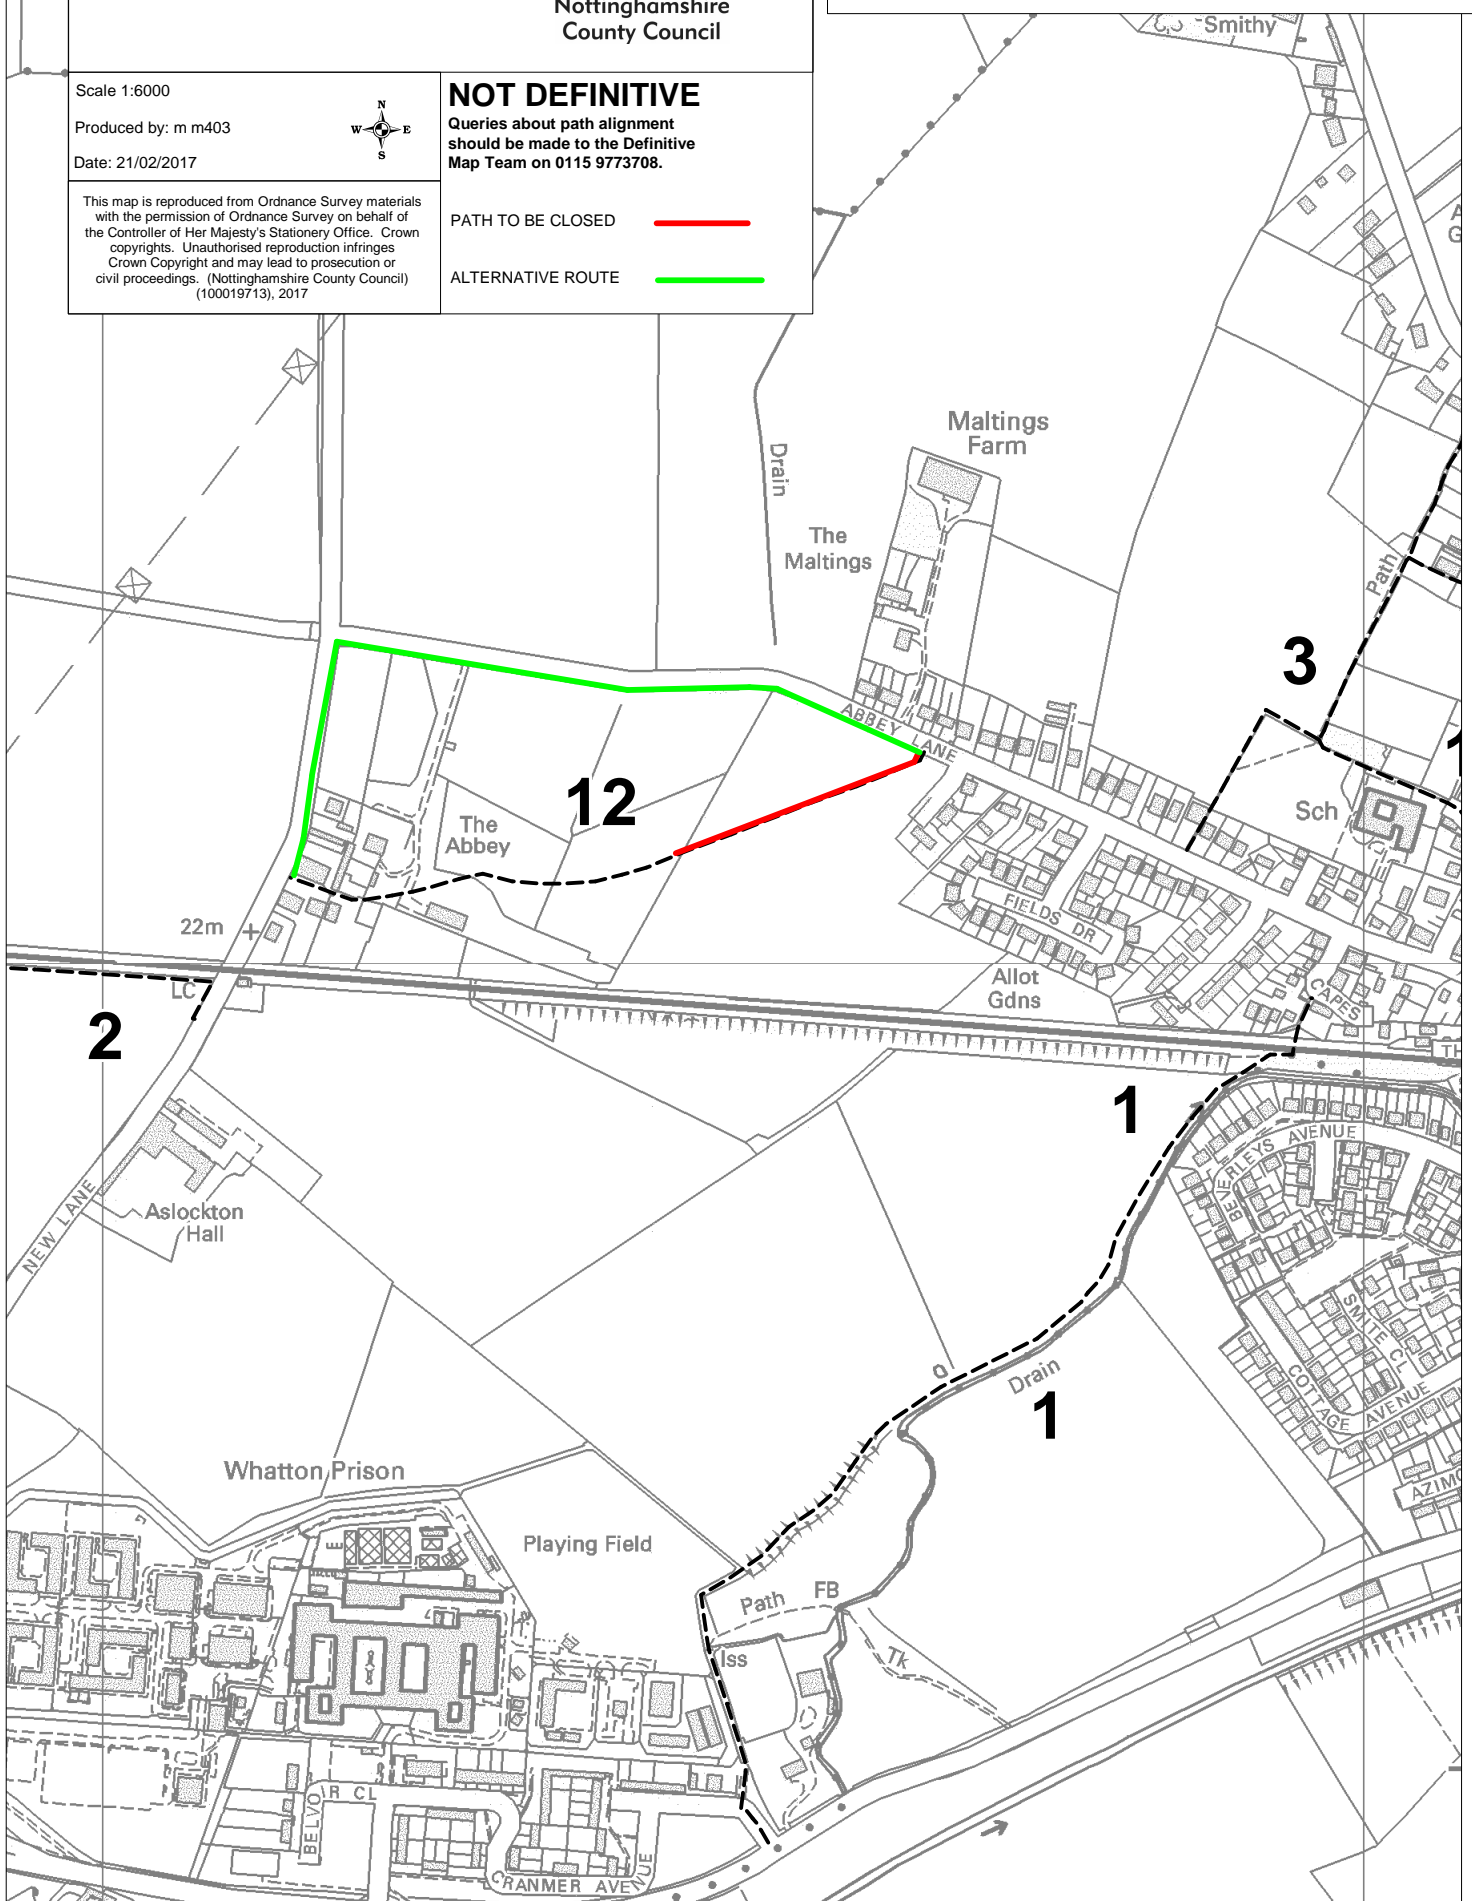 Nottinghamshire
County Council
Scale 1:6000
Produced by: m m403
Date: 21/02/2017
N
W E
S
NOT DEFINITIVE
Queries about path alignment
should be made to the Definitive
Map Team on 0115 9773708.
This map is reproduced from Ordnance Survey materials
with the permission of Ordnance Survey on behalf of
the Controller of Her Majesty's Stationery Office. Crown
copyrights. Unauthorised reproduction infringes
Crown Copyright and may lead to prosecution or
civil proceedings. (Nottinghamshire County Council)
(100019713), 2017
PATH TO BE CLOSED
ALTERNATIVE ROUTE
Smithy
Maltings
Farm
Drain
The
Maltings
Path
3
ABBEY LANE
12
The
Abbey
Sch
22m
FIELDS DR
Allot
Gdns
CAPES
LC
2
1
BEVERLEYS AVENUE
NEW LANE
Aslockton
Hall
SMITE CL
Drain
1
COTTAGE AVENUE
Whatton Prison
Playing Field
Path
FB
Iss
Tk
BELVOIR CL
CRANMER AVENUE